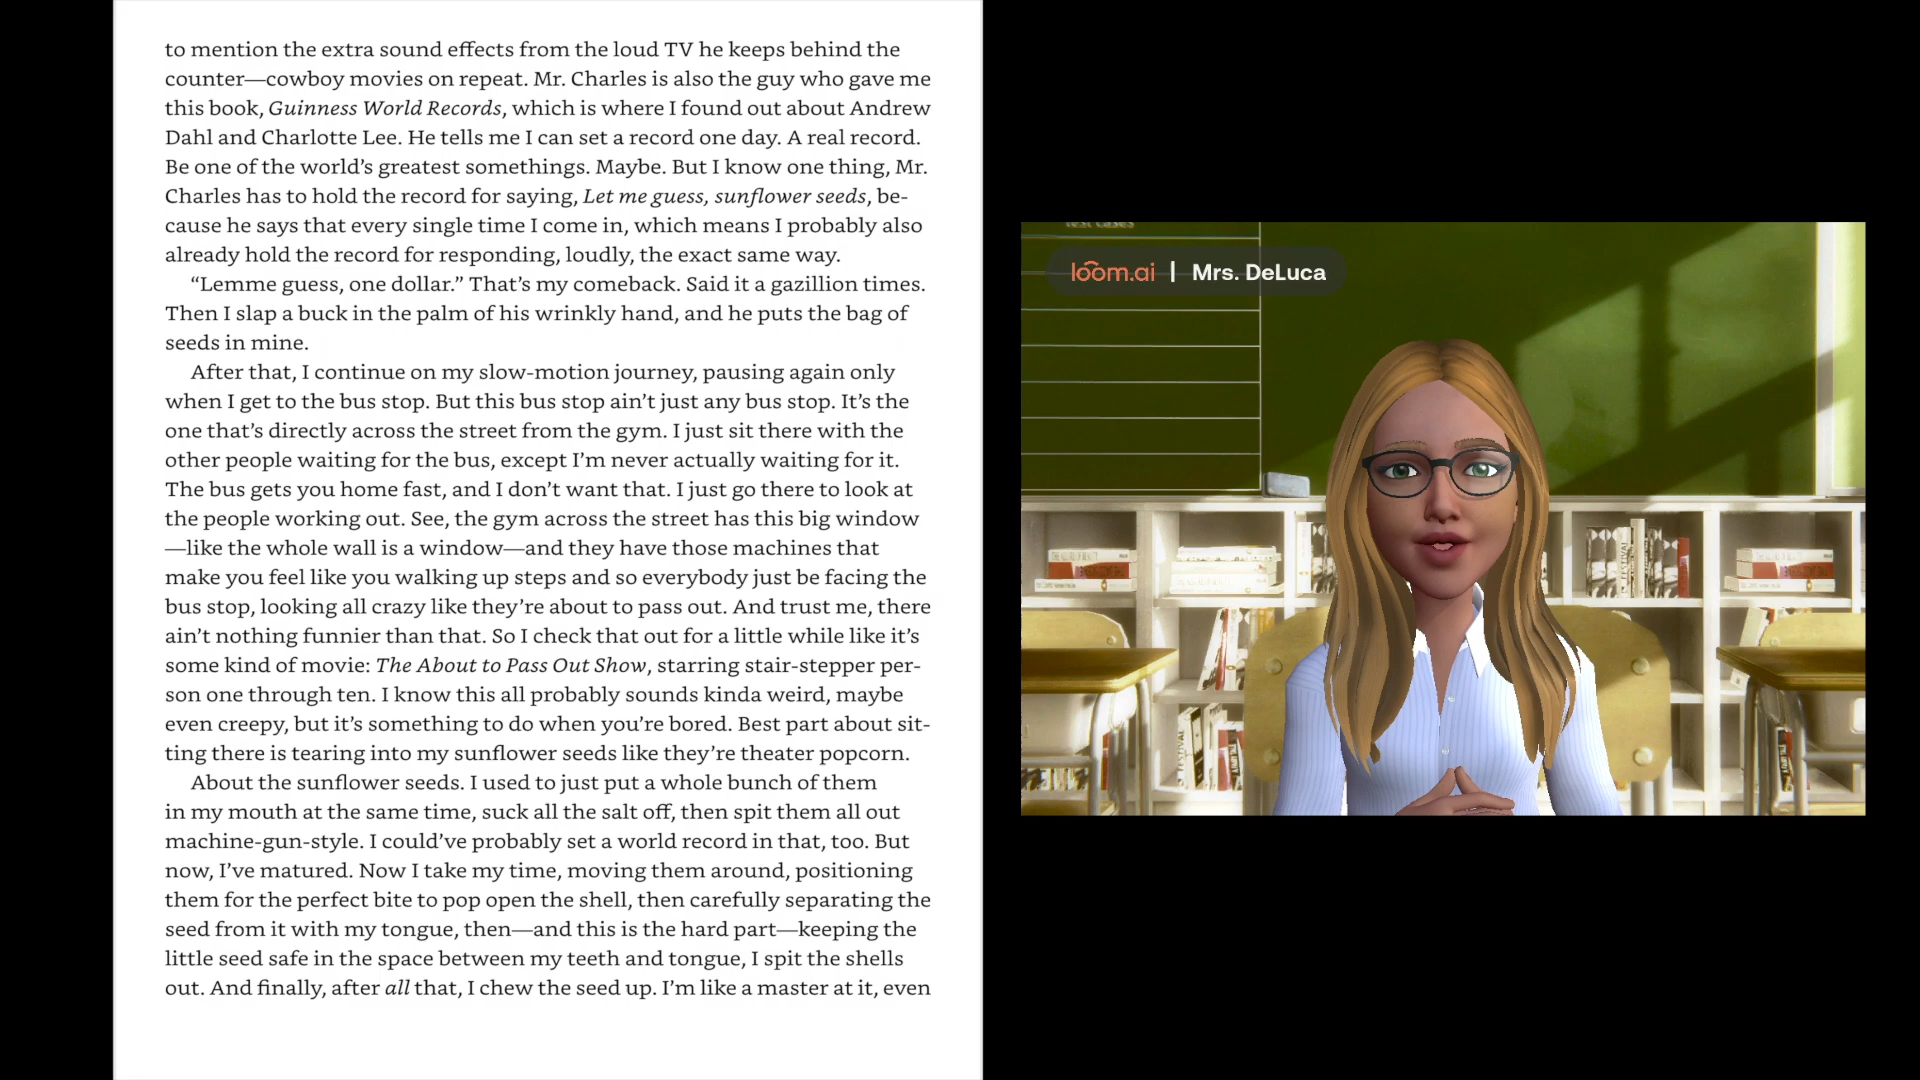 to mention the extra sound effects from the loud TV he keeps behind the
counter—cowboy movies on repeat. Mr. Charles is also the guy who gave me
this book, Guinness World Records, which is where I found out about Andrew
Dahl and Charlotte Lee. He tells me I can set a record one day. A real record.
Be one of the world’s greatest somethings. Maybe. But I know one thing, Mr.
Charles has to hold the record for saying, Let me guess, sunflower seeds, be-
cause he says that every single time I come in, which means I probably also
already hold the record for responding, loudly, the exact same way.
“Lemme guess, one dollar.” That’s my comeback. Said it a gazillion times.
Then I slap a buck in the palm of his wrinkly hand, and he puts the bag of
seeds in mine.
After that, I continue on my slow-motion journey, pausing again only
when I get to the bus stop. But this bus stop ain’t just any bus stop. It’s the
one that’s directly across the street from the gym. I just sit there with the
other people waiting for the bus, except I’m never actually waiting for it.
The bus gets you home fast, and I don’t want that. I just go there to look at
the people working out. See, the gym across the street has this big window
—like the whole wall is a window—and they have those machines that
make you feel like you walking up steps and so everybody just be facing the
bus stop, looking all crazy like they’re about to pass out. And trust me, there
ain’t nothing funnier than that. So I check that out for a little while like it’s
some kind of movie: The About to Pass Out Show, starring stair-stepper per-
son one through ten. I know this all probably sounds kinda weird, maybe
even creepy, but it’s something to do when you’re bored. Best part about sit-
ting there is tearing into my sunflower seeds like they’re theater popcorn.
About the sunflower seeds. I used to just put a whole bunch of them
in my mouth at the same time, suck all the salt off, then spit them all out
machine-gun-style. I could’ve probably set a world record in that, too. But
now, I’ve matured. Now I take my time, moving them around, positioning
them for the perfect bite to pop open the shell, then carefully separating the
seed from it with my tongue, then—and this is the hard part—keeping the
little seed safe in the space between my teeth and tongue, I spit the shells
out. And finally, after all that, I chew the seed up. I’m like a master at it, even
test cases
loom.ai | Mrs. DeLuca